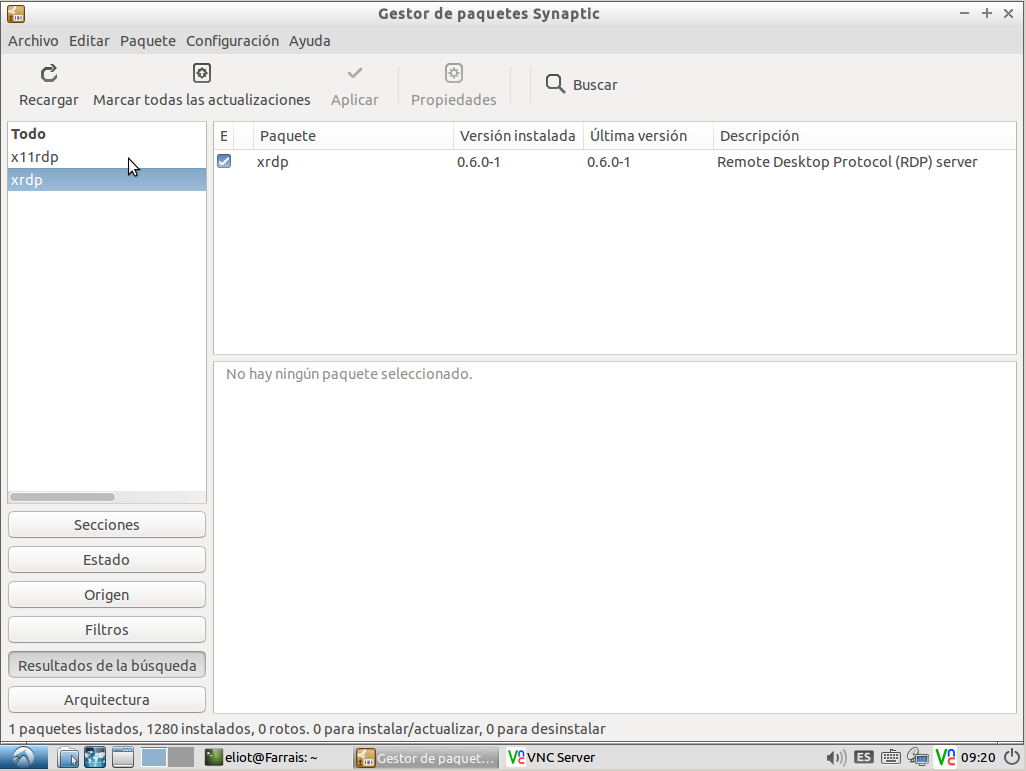 Gestor de paquetes Synaptic
Archivo Editar Paquete Configuración Ayuda
Recargar Marcar todas las actualizaciones Aplicar Propiedades Buscar
Todo
x11rdp
xrdp
E Paquete Versión instalada Última versión Descripción
xrdp 0.6.0-1 0.6.0-1 Remote Desktop Protocol (RDP) server
No hay ningún paquete seleccionado.
Secciones
Estado
Origen
Filtros
Resultados de la búsqueda
Arquitectura
1 paquetes listados, 1280 instalados, 0 rotos. 0 para instalar/actualizar, 0 para desinstalar
eliot@Farrais: ~ Gestor de paquet... VNC Server ES 09:20